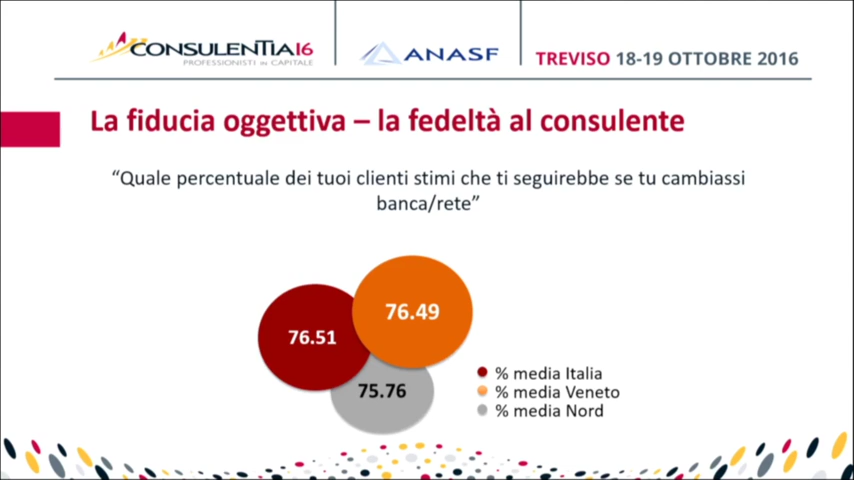 CONSULENTIA16
PROFESSIONISTI IN CAPITALE
ANASF
TREVISO 18-19 OTTOBRE 2016
La fiducia oggettiva – la fedeltà al consulente
“Quale percentuale dei tuoi clienti stimi che ti seguirebbe se tu cambiassi
banca/rete”
76.49
76.51
75.76
% media Italia
% media Veneto
% media Nord